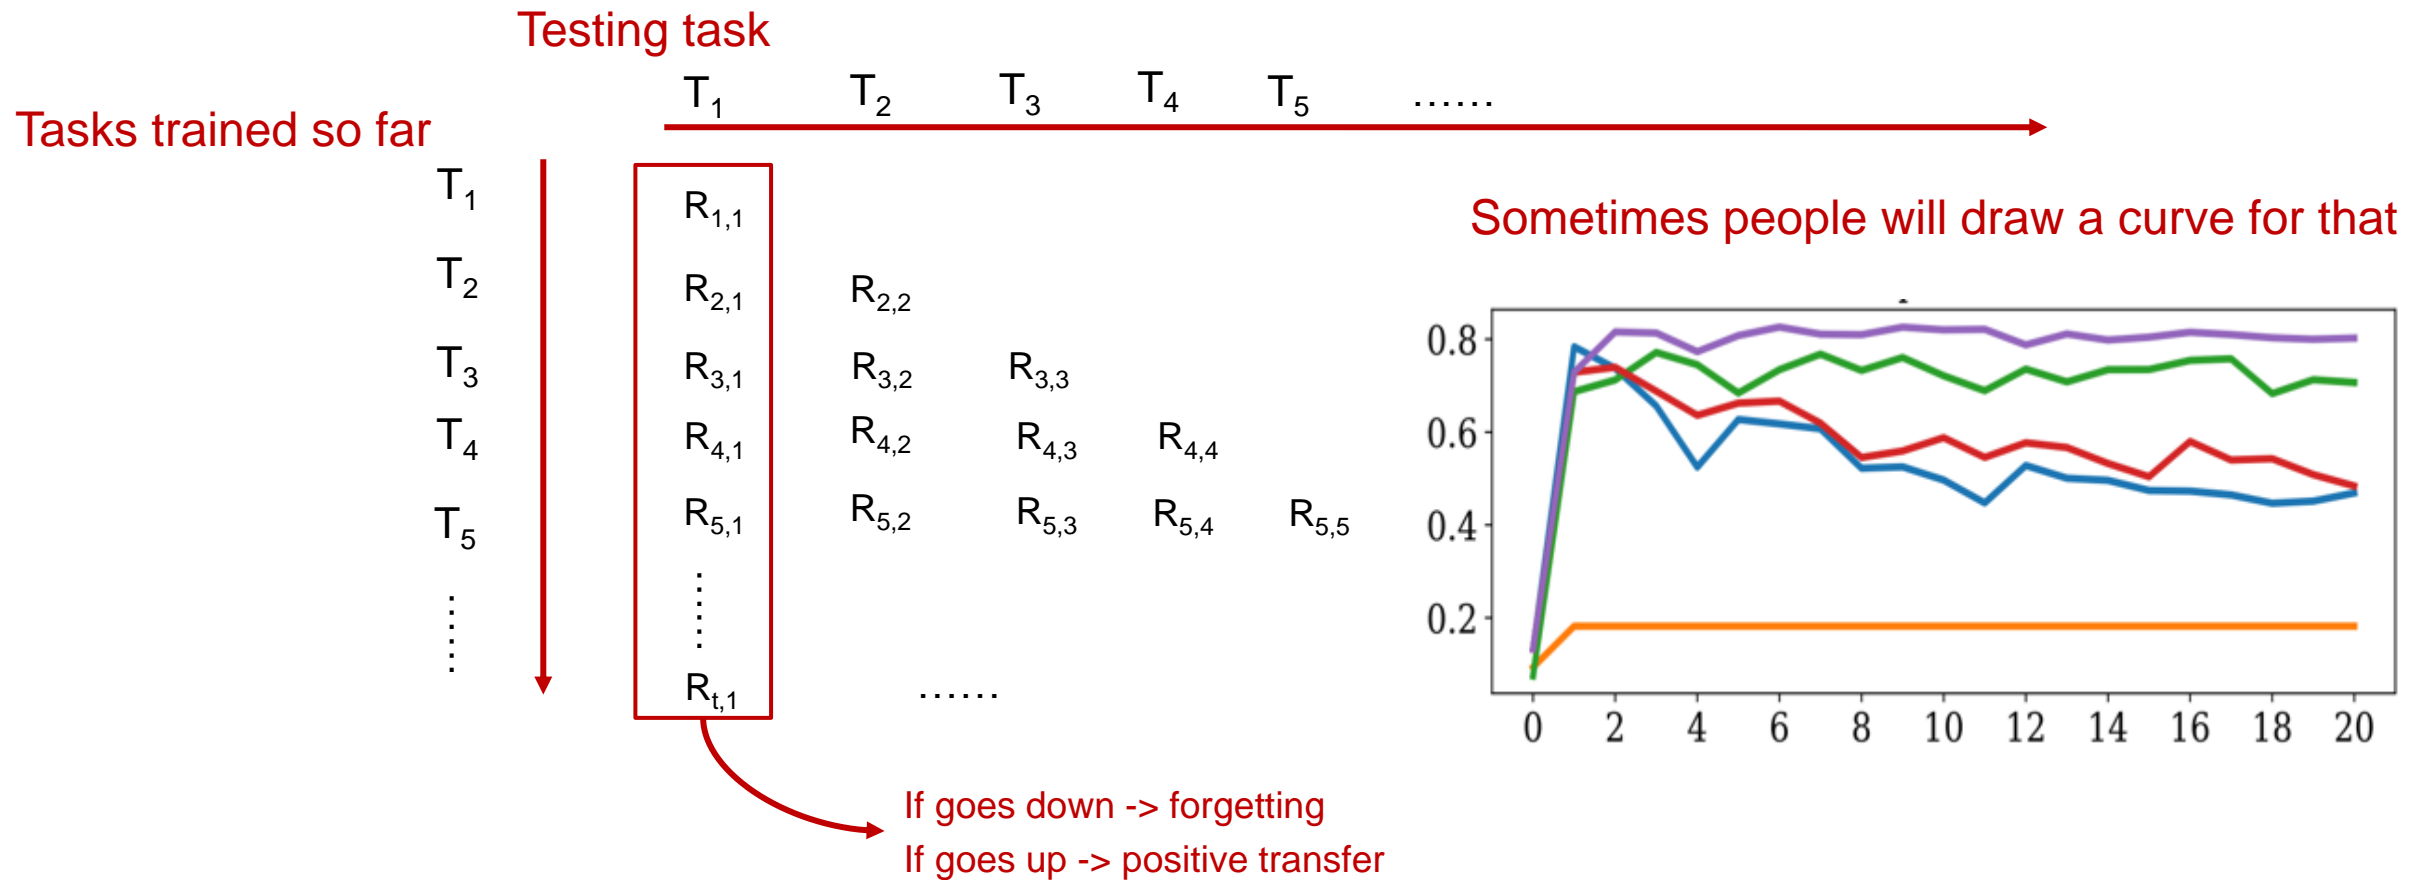 Testing task
T1 T2 T3 T4 T5 ......
Tasks trained so far
T1 R1,1
T2 R2,1 R2,2
T3 R3,1 R3,2 R3,3
T4 R4,1 R4,2 R4,3 R4,4
T5 R5,1 R5,2 R5,3 R5,4 R5,5
...... ......
Rt,1 ......
If goes down -> forgetting
If goes up -> positive transfer
Sometimes people will draw a curve for that
0.8
0.6
0.4
0.2
0 2 4 6 8 10 12 14 16 18 20